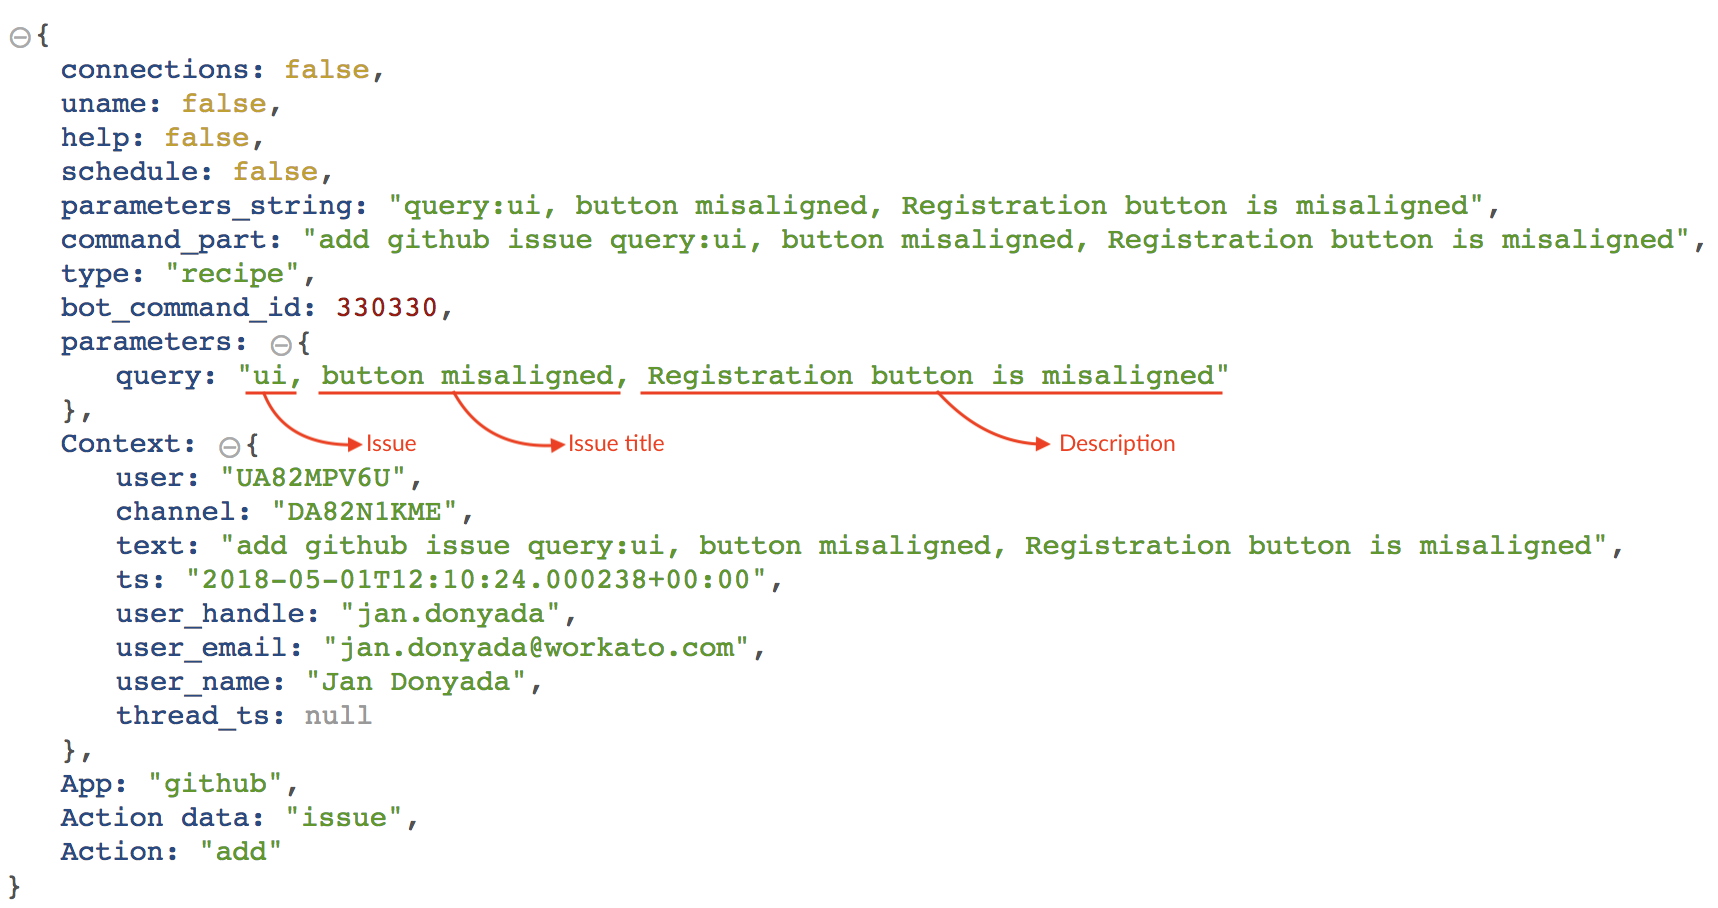 {
connections: false,
uname: false,
help: false,
schedule: false,
parameters_string: "query:ui, button misaligned, Registration button is misaligned",
command_part: "add github issue query:ui, button misaligned, Registration button is misaligned",
type: "recipe",
bot_command_id: 330330,
parameters: {
query: "ui, button misaligned, Registration button is misaligned"
},
Issue Issue title Description
Context: {
user: "UA82MPV6U",
channel: "DA82N1KME",
text: "add github issue query:ui, button misaligned, Registration button is misaligned",
ts: "2018-05-01T12:10:24.000238+00:00",
user_handle: "jan.donyada",
user_email: "jan.donyada@workato.com",
user_name: "Jan Donyada",
thread_ts: null
},
App: "github",
Action data: "issue",
Action: "add"
}